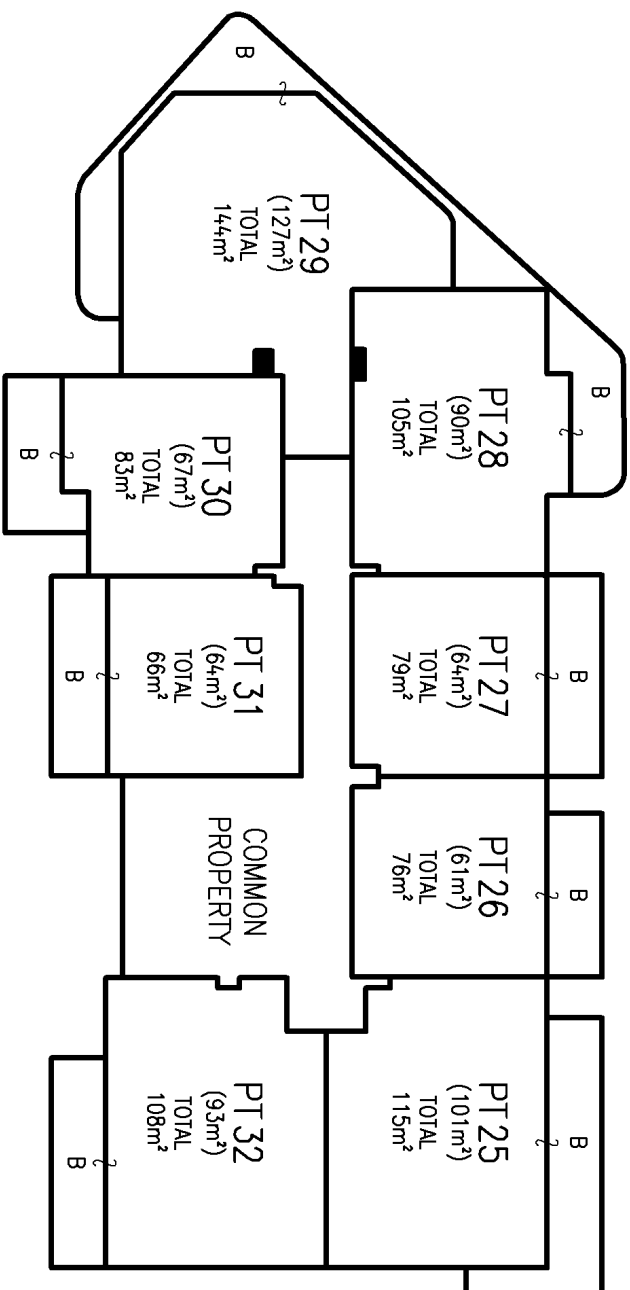 B
B
B
B
PT 28
(90m²)
TOTAL
105m²
PT 27
(64m²)
TOTAL
79m²
PT 26
(61m²)
TOTAL
76m²
PT 25
(101m²)
TOTAL
115m²
B
PT 29
(127m²)
TOTAL
144m²
PT 30
(67m²)
TOTAL
83m²
PT 31
(64m²)
TOTAL
66m²
COMMON
PROPERTY
PT 32
(93m²)
TOTAL
108m²
B
B
B